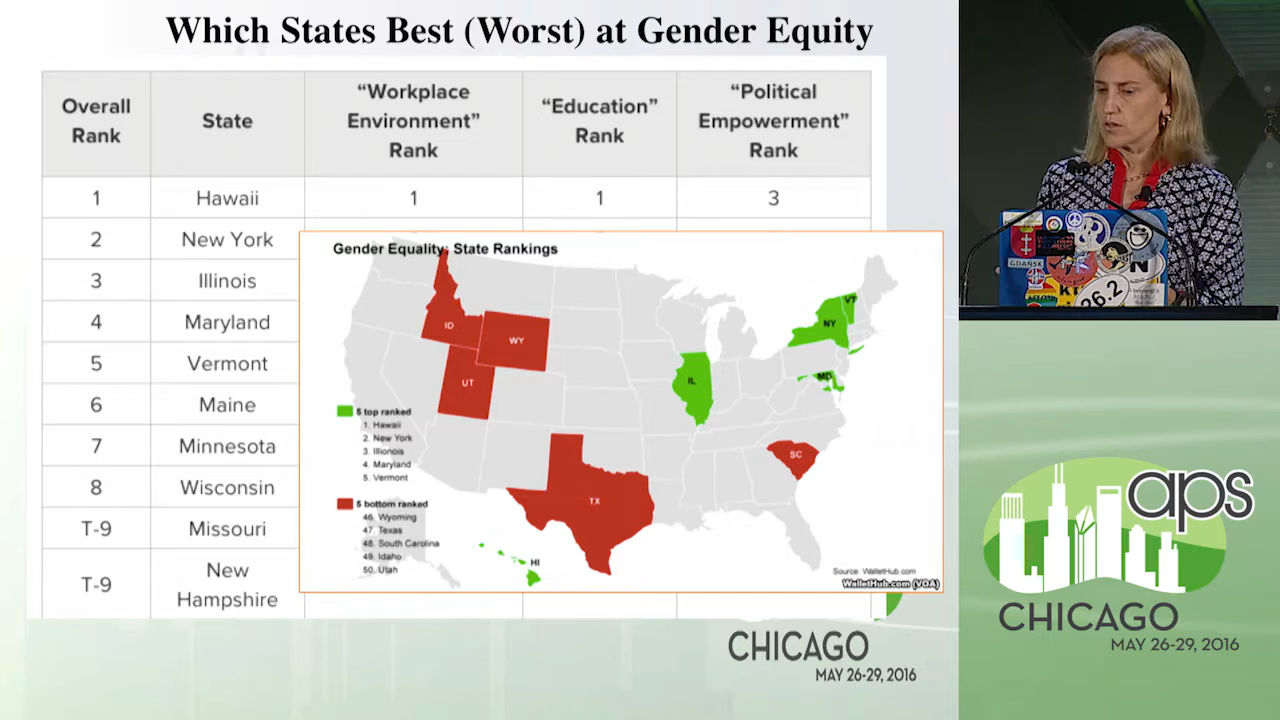 Which States Best (Worst) at Gender Equity
Overall Rank
State
“Workplace Environment” Rank
“Education” Rank
“Political Empowerment” Rank
1 Hawaii 1 1 3
2 New York
3 Illinois
4 Maryland
5 Vermont
6 Maine
7 Minnesota
8 Wisconsin
T-9 Missouri
T-9 New Hampshire
Gender Equality: State Rankings
ID
WY
UT
TX
IL
NY
VT
MD
SC
HI
5 top ranked
1. Hawaii
2. New York
3. Illionois
4. Maryland
5. Vermont
5 bottom ranked
46. Wyoming
47. Texas
48. South Carolina
49. Idaho
50. Utah
Source: WalletHub.com
WalletHub.com (VOA)
CHICAGO
MAY 26-29, 2016
GDAŃSK
26.2
aps
CHICAGO
MAY 26-29, 2016